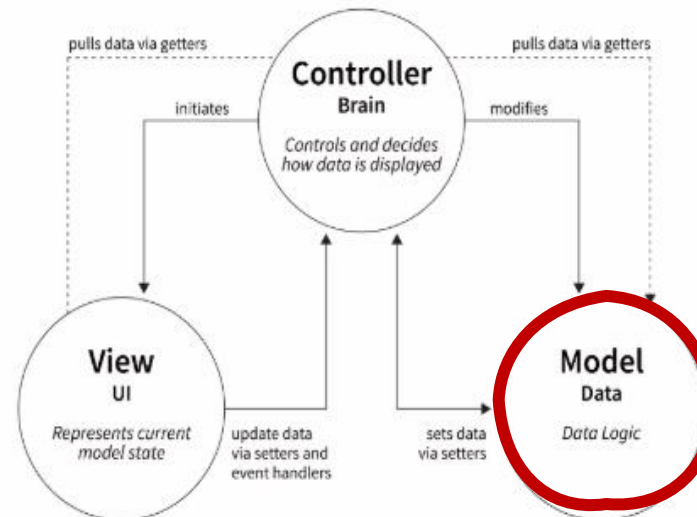 pulls data via getters
pulls data via getters
Controller
Brain
Controls and decides
how data is displayed
initiates
modifies
View
UI
Represents current
model state
update data
via setters and
event handlers
sets data
via setters
Model
Data
Data Logic